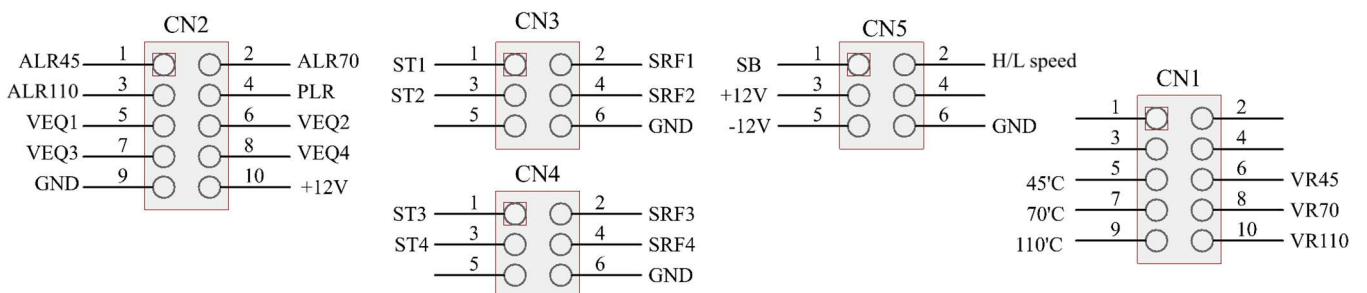 CN2
ALR45 1 2 ALR70
ALR110 3 4 PLR
VEQ1 5 6 VEQ2
VEQ3 7 8 VEQ4
GND 9 10 +12V
CN3
ST1 1 2 SRF1
ST2 3 4 SRF2
5 6 GND
CN4
ST3 1 2 SRF3
ST4 3 4 SRF4
5 6 GND
CN5
SB 1 2 H/L speed
+12V 3 4
-12V 5 6 GND
CN1
1 2
3 4
45'C 5 6 VR45
70'C 7 8 VR70
110'C 9 10 VR110